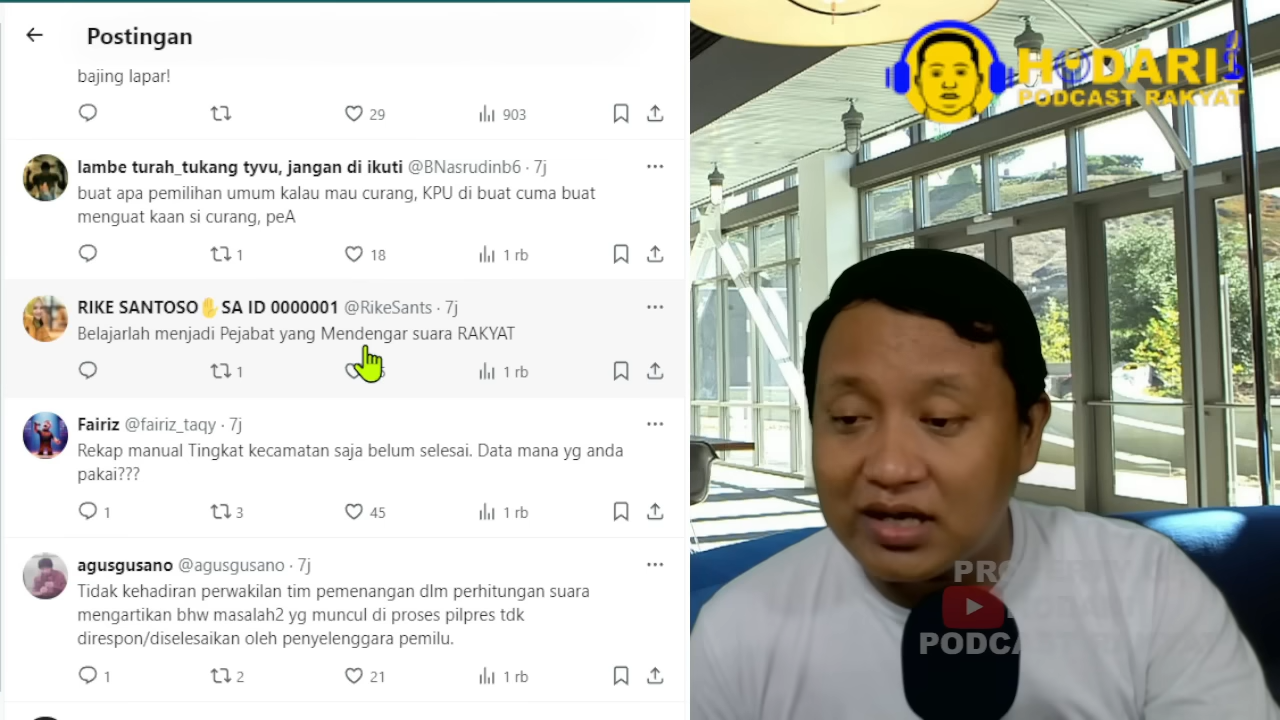 Postingan
bajing lapar!
29
903
lambe turah_tukang tyvu, jangan di ikuti @BNasrudinb6 · 7j
buat apa pemilihan umum kalau mau curang, KPU di buat cuma buat
menguat kaan si curang, peA
1
18
1 rb
RIKE SANTOSO✋SA ID 0000001 @RikeSants · 7j
Belajarlah menjadi Pejabat yang Mendengar suara RAKYAT
1
1 rb
Fairiz @fairiz_taqy · 7j
Rekap manual Tingkat kecamatan saja belum selesai. Data mana yg anda
pakai???
1
3
45
1 rb
agusgusano @agusgusano · 7j
Tidak kehadiran perwakilan tim pemenangan dlm perhitungan suara
mengartikan bhw masalah2 yg muncul di proses pilpres tdk
direspon/diselesaikan oleh penyelenggara pemilu.
1
2
21
1 rb
HODARI
PODCAST RAKYAT